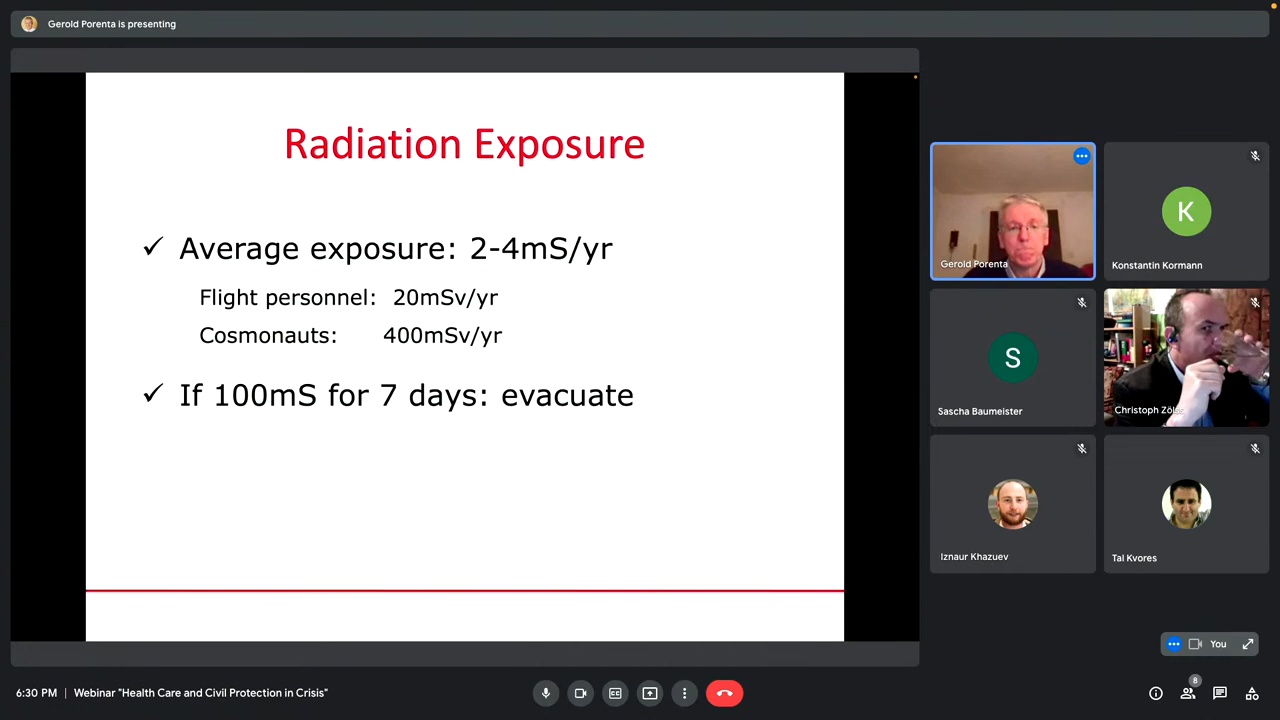 Gerold Porenta is presenting
Radiation Exposure
✓ Average exposure: 2-4mS/yr
Flight personnel: 20mSv/yr
Cosmonauts: 400mSv/yr
✓ If 100mS for 7 days: evacuate
Gerold Porenta
K
Konstantin Kormann
S
Sascha Baumeister
Christoph Zölss
Iznaur Khazuev
Tal Kvores
You
6:30 PM | Webinar "Health Care and Civil Protection in Crisis"
8